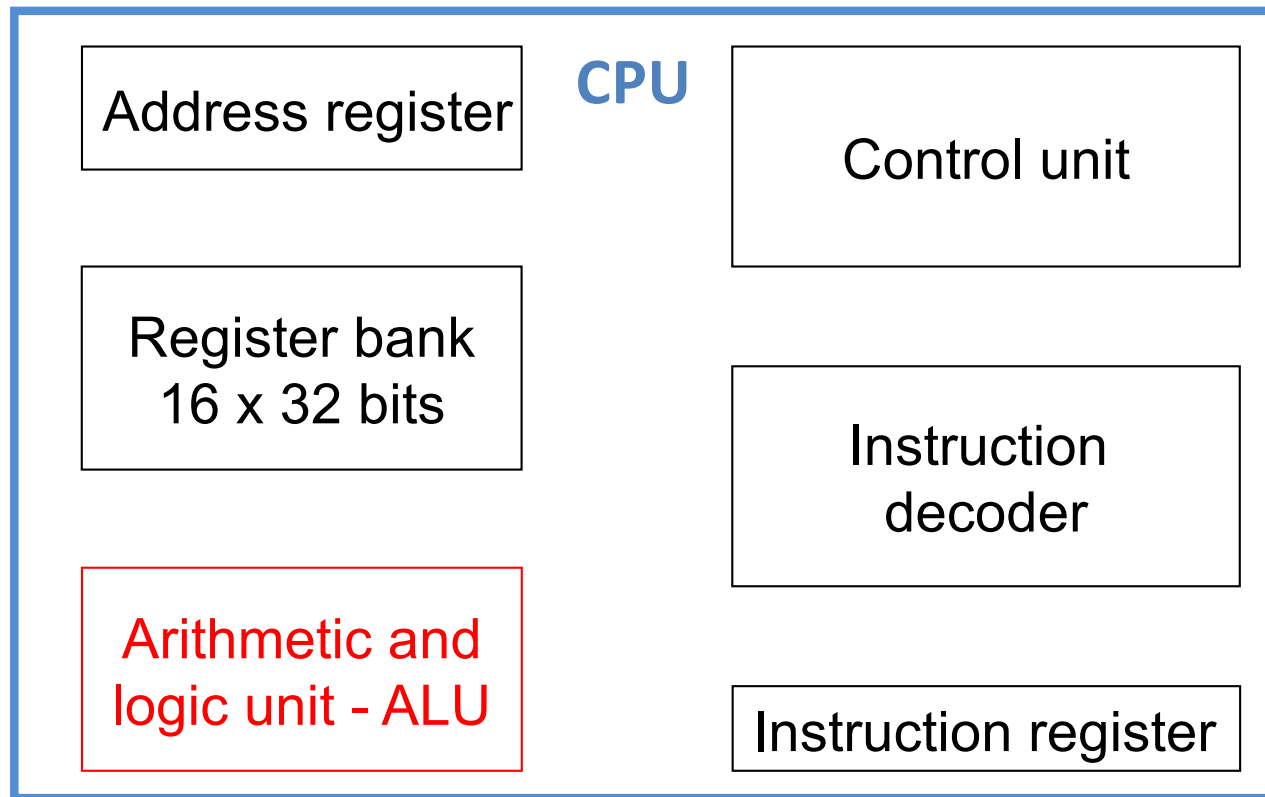 CPU
Address register
Register bank
16 x 32 bits
Arithmetic and
logic unit - ALU
Control unit
Instruction
decoder
Instruction register